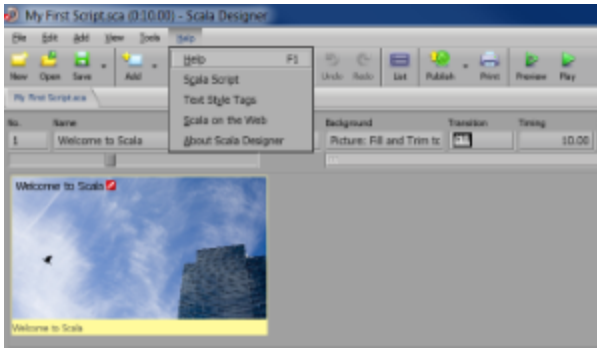 My First Script.sca (0:10.00) - Scala Designer
File Edit Add View Tools Help
New Open Save Add Undo Redo List Publish Print Preview Play
Help F1
Scala Script
Text Style Tags
Scala on the Web
About Scala Designer
My First Script.sca
No. Name Background Transition Timing
1 Welcome to Scala Picture: Fill and Trim to 10.00
Welcome to Scala
Welcome to Scala